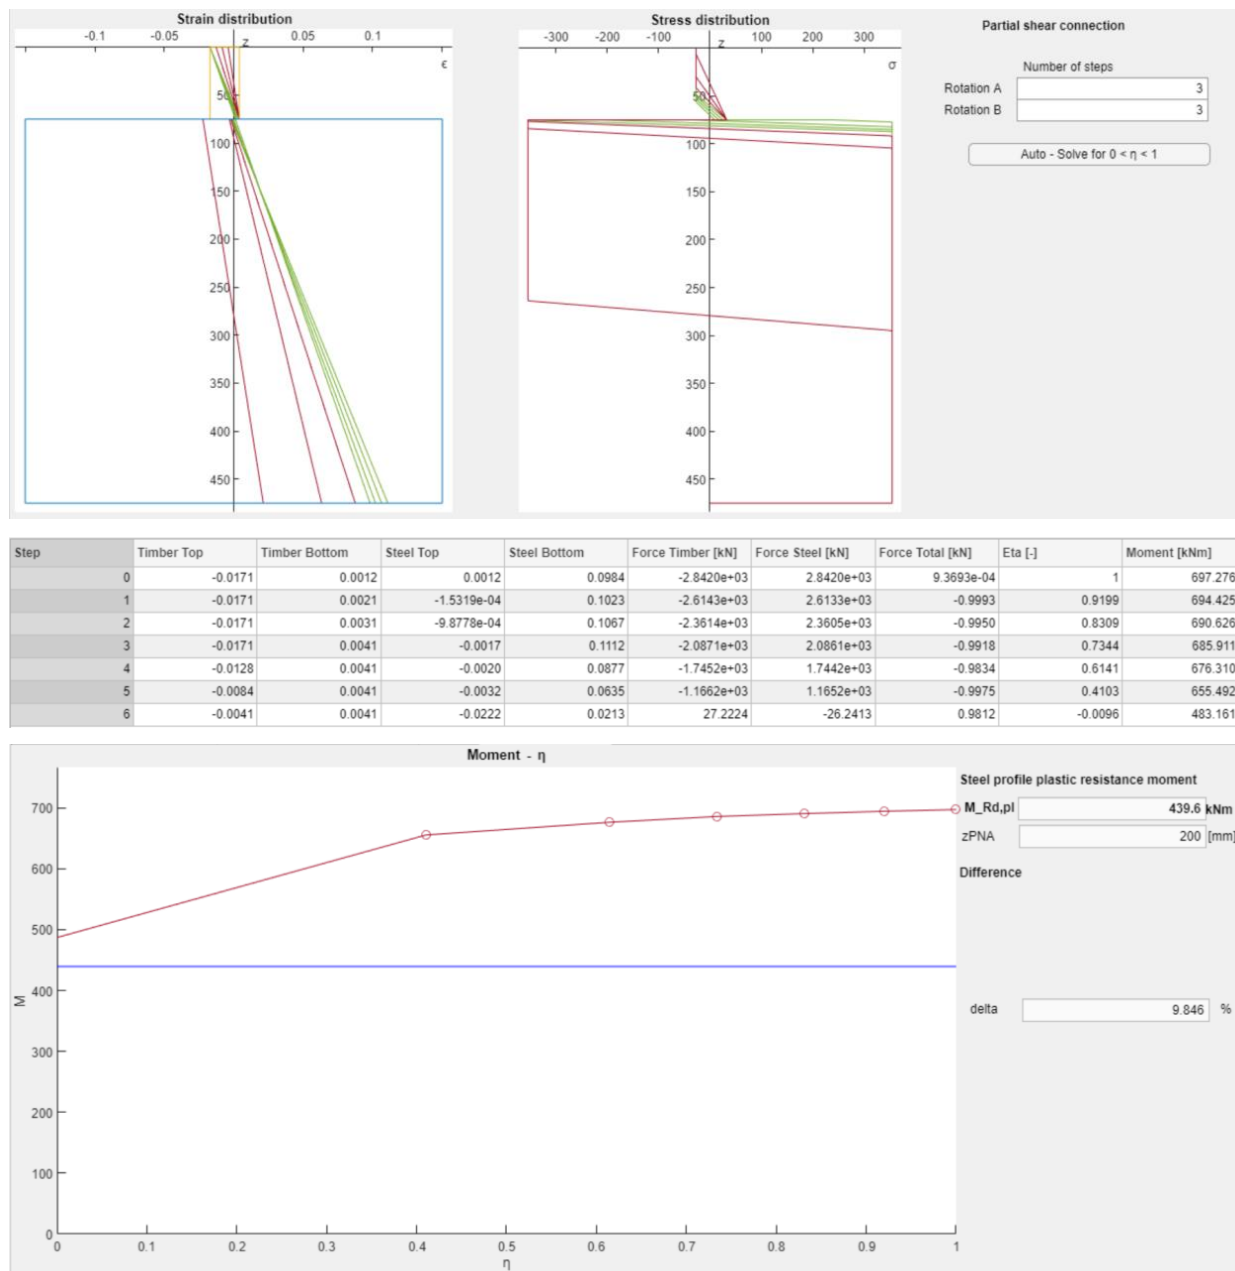 Strain distribution
-0.1 -0.05 z 0.05 0.1
ϵ
50
100
150
200
250
300
350
400
450
Stress distribution
-300 -200 -100 z 100 200 300
σ
50
100
150
200
250
300
350
400
450
Partial shear connection
Number of steps
Rotation A 3
Rotation B 3
Auto - Solve for 0 < η < 1
Step Timber Top Timber Bottom Steel Top Steel Bottom Force Timber [kN] Force Steel [kN] Force Total [kN] Eta [-] Moment [kNm]
0 -0.0171 0.0012 0.0012 0.0984 -2.8420e+03 2.8420e+03 9.3693e-04 1 697.276
1 -0.0171 0.0021 -1.5319e-04 0.1023 -2.6143e+03 2.6133e+03 -0.9993 0.9199 694.425
2 -0.0171 0.0031 -9.8778e-04 0.1067 -2.3614e+03 2.3605e+03 -0.9950 0.8309 690.626
3 -0.0171 0.0041 -0.0017 0.1112 -2.0871e+03 2.0861e+03 -0.9918 0.7344 685.911
4 -0.0128 0.0041 -0.0020 0.0877 -1.7452e+03 1.7442e+03 -0.9834 0.6141 676.310
5 -0.0084 0.0041 -0.0032 0.0635 -1.1662e+03 1.1652e+03 -0.9975 0.4103 655.492
6 -0.0041 0.0041 -0.0222 0.0213 27.2224 -26.2413 0.9812 -0.0096 483.161
Moment - η
700
600
500
400
300
200
100
0
M
0 0.1 0.2 0.3 0.4 0.5 0.6 0.7 0.8 0.9 1
η
Steel profile plastic resistance moment
M_Rd,pl 439.6 kNm
zPNA 200 [mm]
Difference
delta 9.846 %